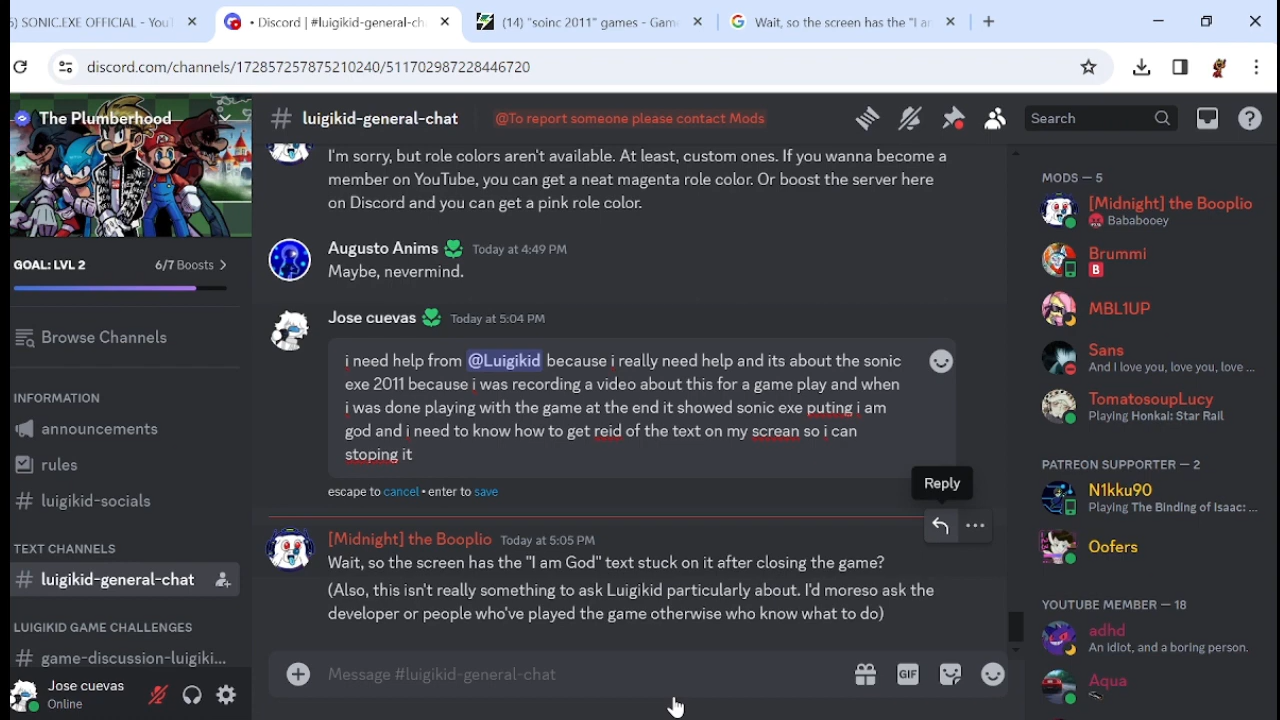 ) SONIC.EXE OFFICIAL - YouT
• Discord | #luigikid-general-ch
(14) "soinc 2011" games - Game
Wait, so the screen has the "I am
discord.com/channels/172857257875210240/511702987228446720
The Plumberhood
GOAL: LVL 2
6/7 Boosts
Browse Channels
INFORMATION
announcements
rules
luigikid-socials
TEXT CHANNELS
luigikid-general-chat
LUIGIKID GAME CHALLENGES
game-discussion-luigiki...
Jose cuevas
Online
luigikid-general-chat
@To report someone please contact Mods
Search
I'm sorry, but role colors aren't available. At least, custom ones. If you wanna become a
member on YouTube, you can get a neat magenta role color. Or boost the server here
on Discord and you can get a pink role color.
Augusto Anims Today at 4:49 PM
Maybe, nevermind.
Jose cuevas Today at 5:04 PM
i need help from @Luigikid because i really need help and its about the sonic
exe 2011 because i was recording a video about this for a game play and when
i was done playing with the game at the end it showed sonic exe puting i am
god and i need to know how to get reid of the text on my screan so i can
stoping it
escape to cancel • enter to save
Reply
[Midnight] the Booplio Today at 5:05 PM
Wait, so the screen has the "I am God" text stuck on it after closing the game?
(Also, this isn't really something to ask Luigikid particularly about. I'd moreso ask the
developer or people who've played the game otherwise who know what to do)
Message #luigikid-general-chat
GIF
MODS — 5
[Midnight] the Booplio
Bababooey
Brummi
B
MBL1UP
Sans
And I love you, love you, love ...
TomatosoupLucy
Playing Honkai: Star Rail
PATREON SUPPORTER — 2
N1kku90
Playing The Binding of Isaac: ...
Oofers
YOUTUBE MEMBER — 18
adhd
An Idiot, and a boring person.
Aqua